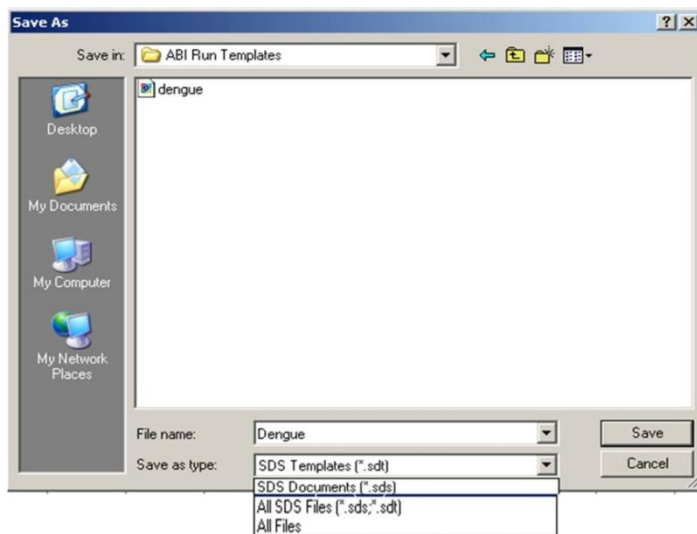 Save As
Save in: ABI Run Templates
dengue
Desktop
My Documents
My Computer
My Network
Places
File name: Dengue Save
Save as type: SDS Templates (*.sdt) Cancel
SDS Documents (*.sds)
All SDS Files (*.sds;*.sdt)
All Files